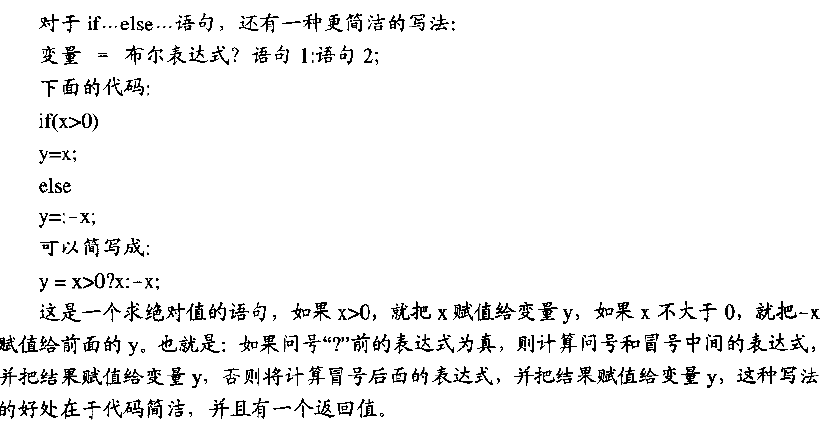 对于 if…else…语句，还有一种更简洁的写法：
变量 = 布尔表达式? 语句 1:语句 2;
下面的代码：
if(x>0)
y=x;
else
y=:-x;
可以简写成：
y = x>0?x:-x;
这是一个求绝对值的语句，如果 x>0，就把 x 赋值给变量 y，如果 x 不大于 0，就把-x
赋值给前面的 y。也就是：如果问号“?”前的表达式为真，则计算问号和冒号中间的表达式，
并把结果赋值给变量 y，否则将计算冒号后面的表达式，并把结果赋值给变量 y，这种写法
的好处在于代码简洁，并且有一个返回值。